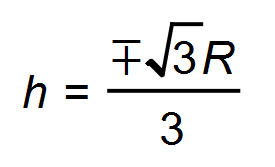 h = ∓√3R / 3